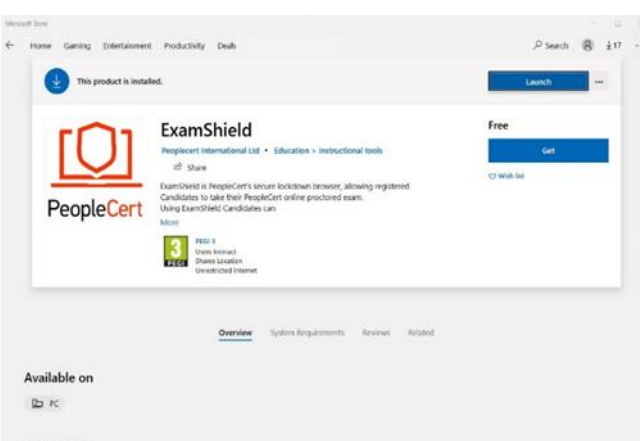 Microsoft Store
Home Gaming Entertainment Productivity Deals Search 17
This product is installed. Launch
ExamShield
Free
Peoplecert International Ltd • Education > Instructional tools
Get
Share
Wish list
ExamShield is PeopleCert's secure lockdown browser, allowing registered
Candidates to take their PeopleCert online proctored exam.
Using ExamShield Candidates can
PeopleCert
More
3
PEGI
PEGI 3
Users Interact
Shares Location
Unrestricted Internet
Overview System Requirements Reviews Related
Available on
PC